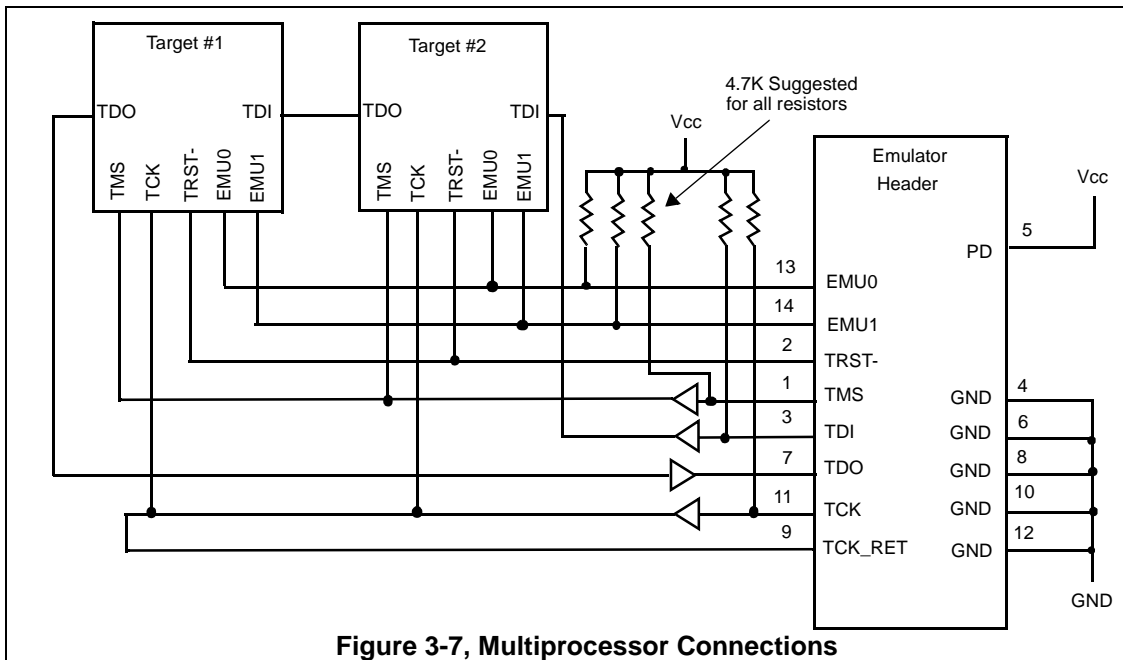 Target #1
TDO
TDI
TMS
TCK
TRST-
EMU0
EMU1
Target #2
TDO
TDI
TMS
TCK
TRST-
EMU0
EMU1
4.7K Suggested
for all resistors
Vcc
Emulator
Header
Vcc
5
PD
13
EMU0
14
EMU1
2
TRST-
1
TMS
3
TDI
7
TDO
11
TCK
9
TCK_RET
GND
4
GND
6
GND
8
GND
10
GND
12
GND
Figure 3-7, Multiprocessor Connections